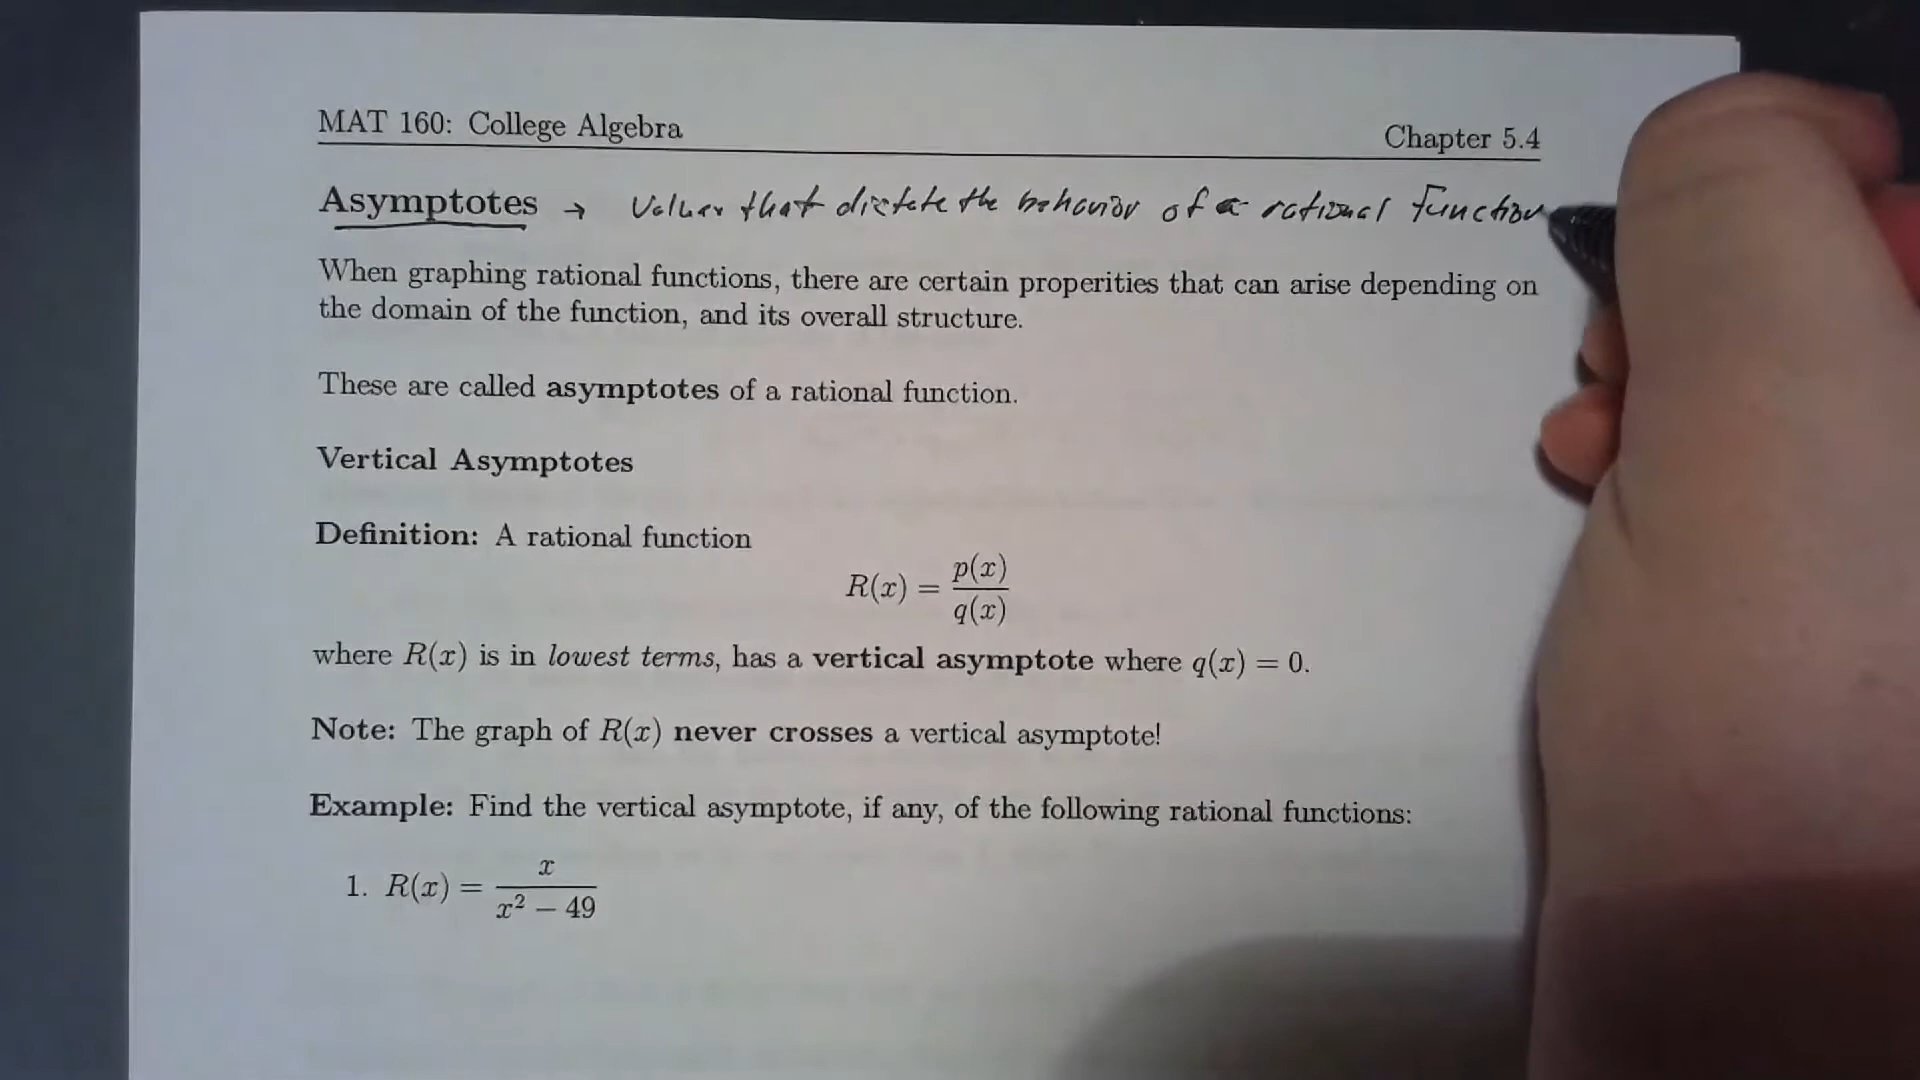 MAT 160: College Algebra
Chapter 5.4
Asymptotes → Values that dictate the behavior of a rational function
When graphing rational functions, there are certain properities that can arise depending on
the domain of the function, and its overall structure.
These are called asymptotes of a rational function.
Vertical Asymptotes
Definition: A rational function
R(x) = p(x)/q(x)
where R(x) is in lowest terms, has a vertical asymptote where q(x) = 0.
Note: The graph of R(x) never crosses a vertical asymptote!
Example: Find the vertical asymptote, if any, of the following rational functions:
1. R(x) = x/(x² − 49)